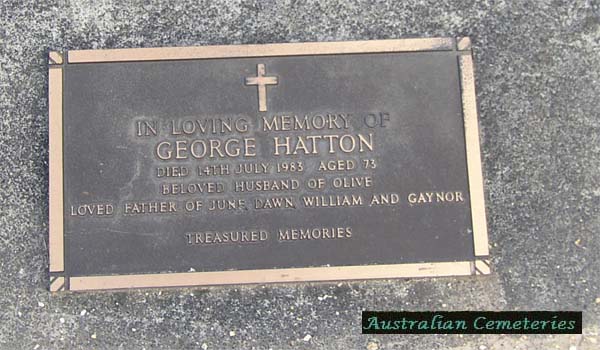 IN LOVING MEMORY OF
GEORGE HATTON
DIED 14TH JULY 1983 AGED 73
BELOVED HUSBAND OF OLIVE
LOVED FATHER OF JUNE, DAWN, WILLIAM AND GAYNOR
TREASURED MEMORIES
Australian Cemeteries